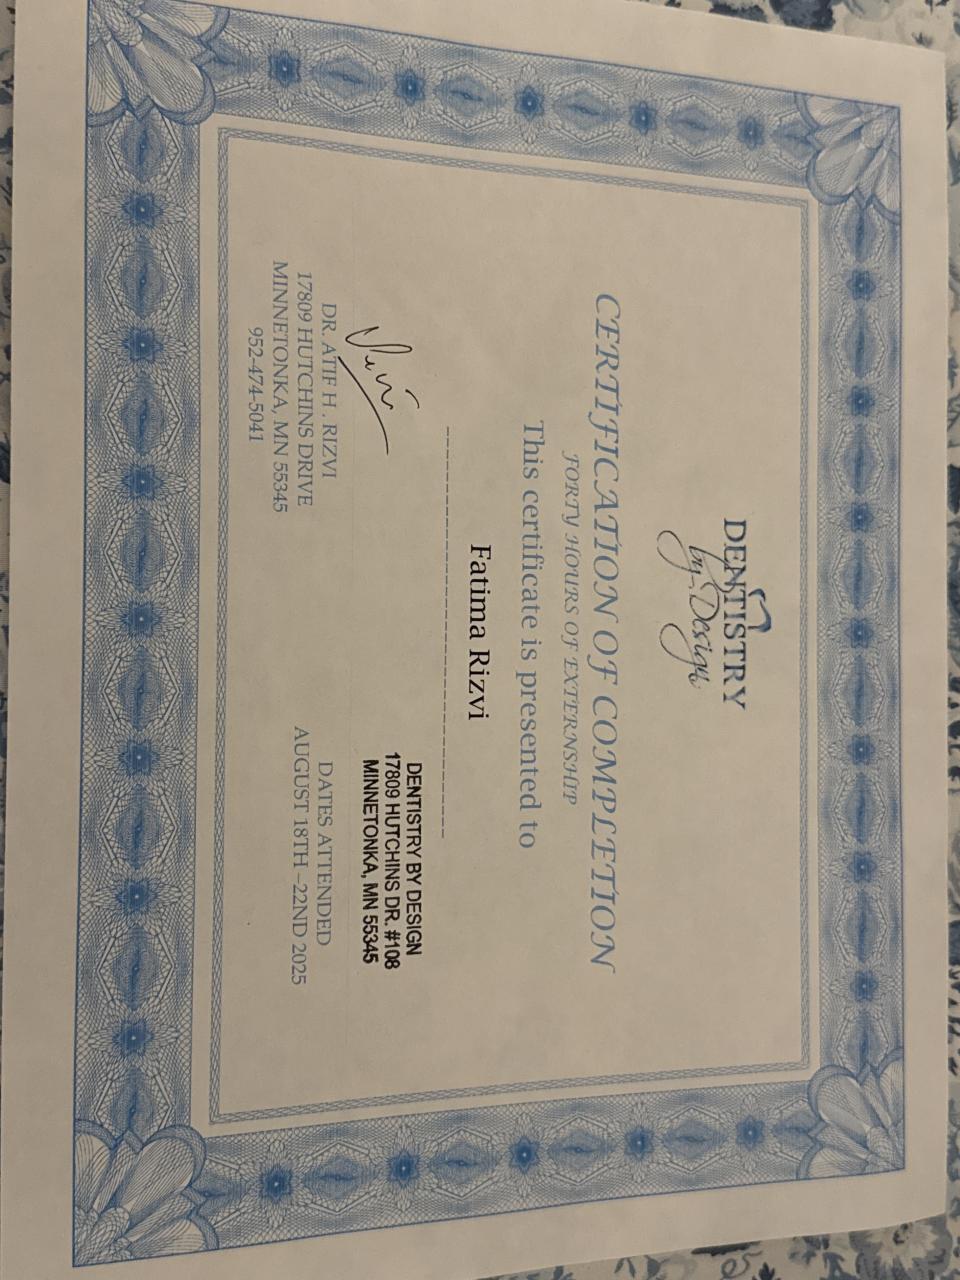 DENTISTRY
by Design
CERTIFICATION OF COMPLETION
FORTY HOURS OF EXTERNSHIP
This certificate is presented to
Fatima Rizvi
DENTISTRY BY DESIGN
17809 HUTCHINS DR. #108
MINNETONKA, MN 55345
DR. ATIF H . RIZVI
17809 HUTCHINS DRIVE
MINNETONKA, MN 55345
952-474-5041
DATES ATTENDED
AUGUST 18TH –22ND 2025